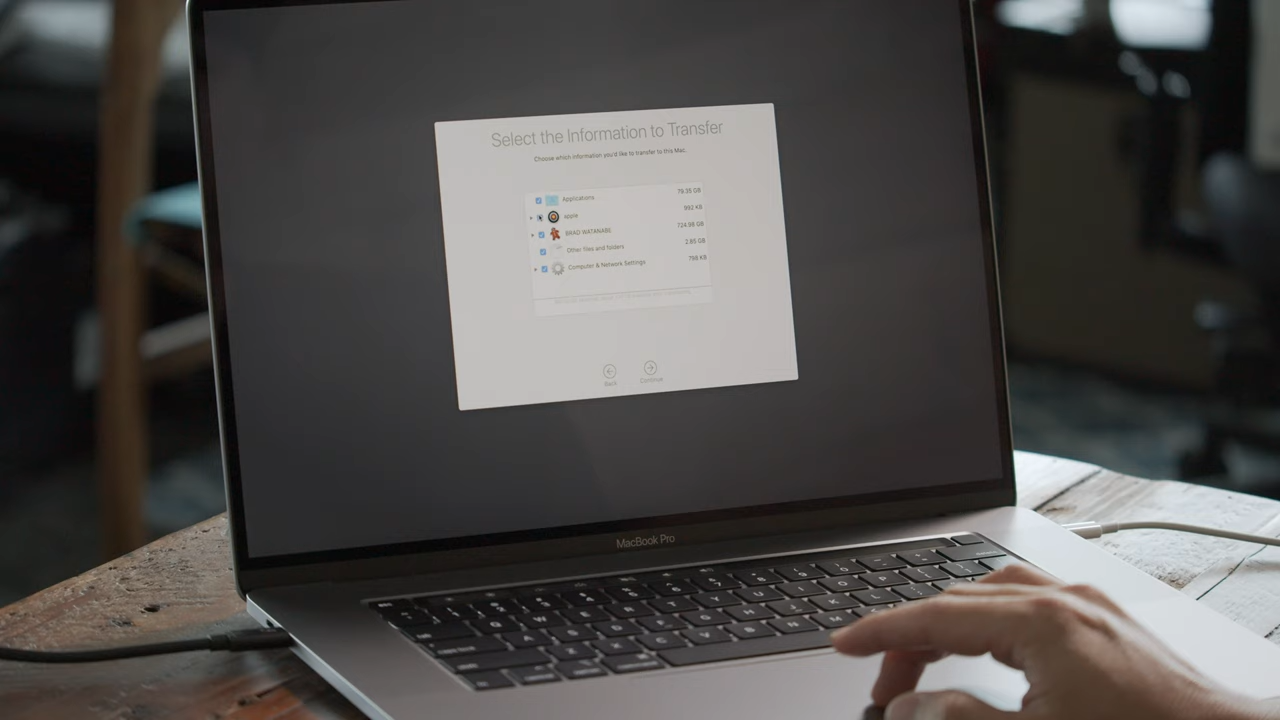 Select the Information to Transfer
Choose which information you'd like to transfer to this Mac.
Applications 79.35 GB
apple 992 KB
BRAD WATANABE 724.98 GB
Other files and folders 2.85 GB
Computer & Network Settings 798 KB
Back Continue
MacBook Pro